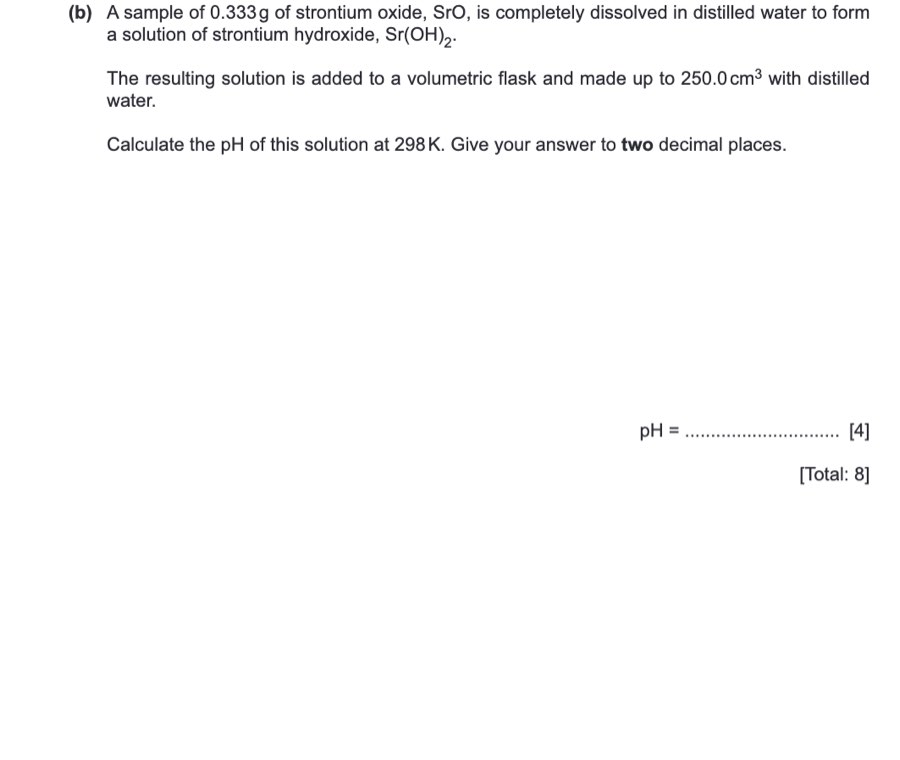 (b) A sample of 0.333 g of strontium oxide, SrO, is completely dissolved in distilled water to form
a solution of strontium hydroxide, Sr(OH)₂.
The resulting solution is added to a volumetric flask and made up to 250.0 cm³ with distilled
water.
Calculate the pH of this solution at 298 K. Give your answer to two decimal places.
pH = .............................. [4]
[Total: 8]